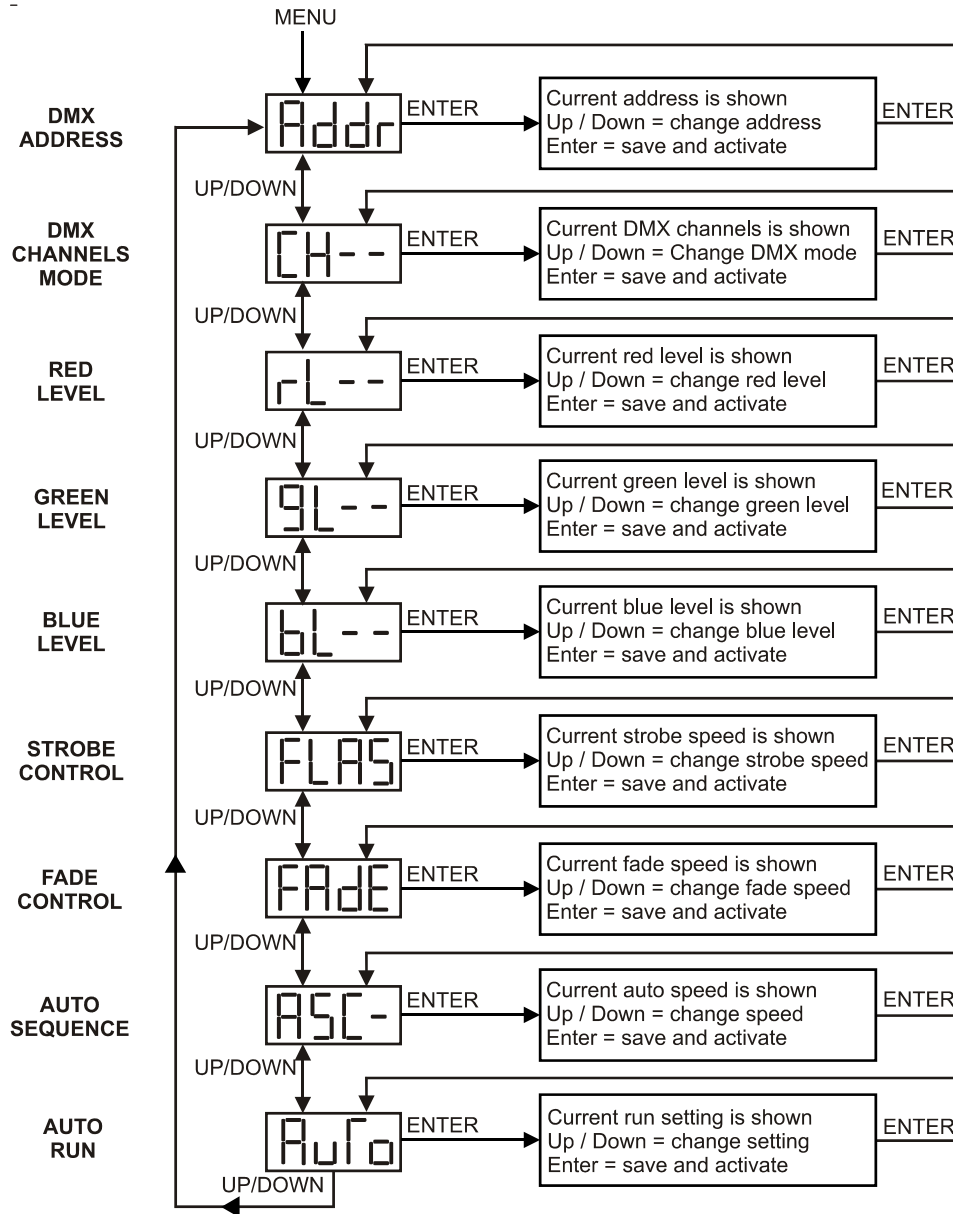 MENU
DMX
ADDRESS
Addr
ENTER
Current address is shown
Up / Down = change address
Enter = save and activate
ENTER
UP/DOWN
DMX
CHANNELS
MODE
CH--
ENTER
Current DMX channels is shown
Up / Down = Change DMX mode
Enter = save and activate
ENTER
UP/DOWN
RED
LEVEL
rL--
ENTER
Current red level is shown
Up / Down = change red level
Enter = save and activate
ENTER
UP/DOWN
GREEN
LEVEL
gL--
ENTER
Current green level is shown
Up / Down = change green level
Enter = save and activate
ENTER
UP/DOWN
BLUE
LEVEL
bL--
ENTER
Current blue level is shown
Up / Down = change blue level
Enter = save and activate
ENTER
UP/DOWN
STROBE
CONTROL
FLAS
ENTER
Current strobe speed is shown
Up / Down = change strobe speed
Enter = save and activate
ENTER
UP/DOWN
FADE
CONTROL
FAdE
ENTER
Current fade speed is shown
Up / Down = change fade speed
Enter = save and activate
ENTER
UP/DOWN
AUTO
SEQUENCE
ASC-
ENTER
Current auto speed is shown
Up / Down = change speed
Enter = save and activate
ENTER
UP/DOWN
AUTO
RUN
AuTo
ENTER
Current run setting is shown
Up / Down = change setting
Enter = save and activate
ENTER
UP/DOWN